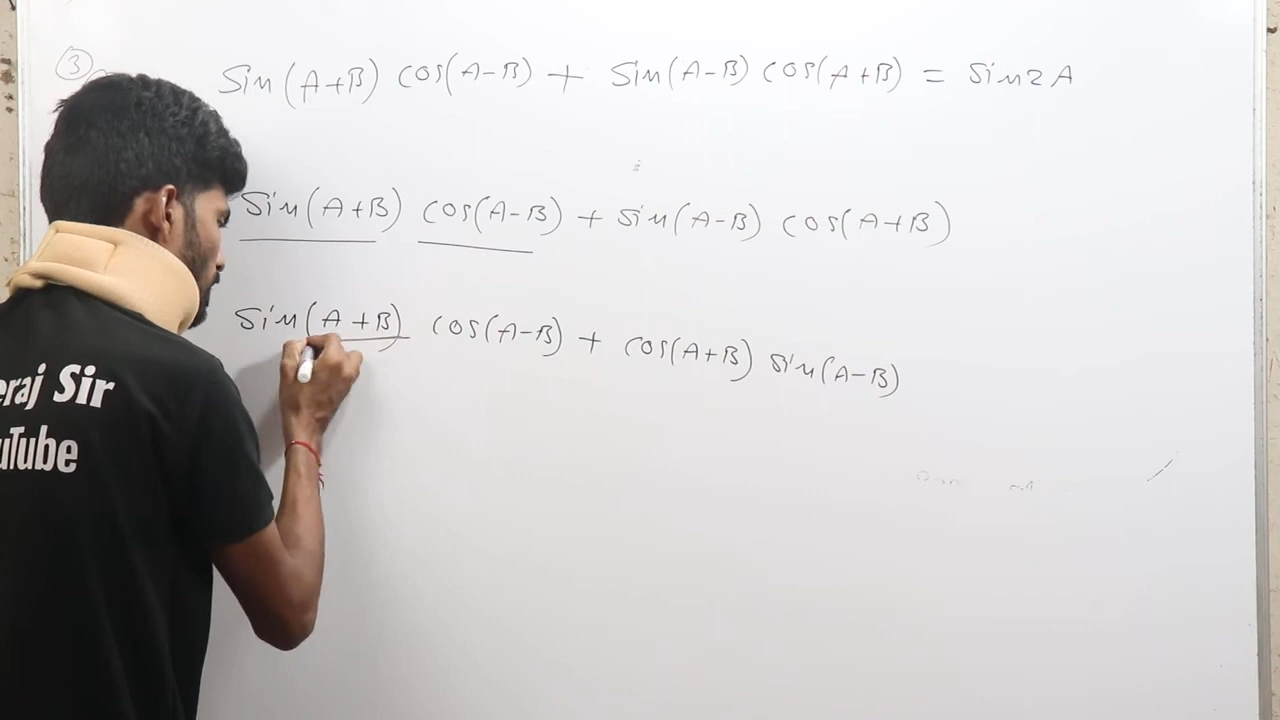 ③
Sin(A+B) cos(A-B) + Sin(A-B) cos(A+B) = Sin2A
Sin(A+B) cos(A-B) + Sin(A-B) cos(A+B)
Sin(A+B) cos(A-B) + cos(A+B) Sin(A-B)
eraj Sir
uTube